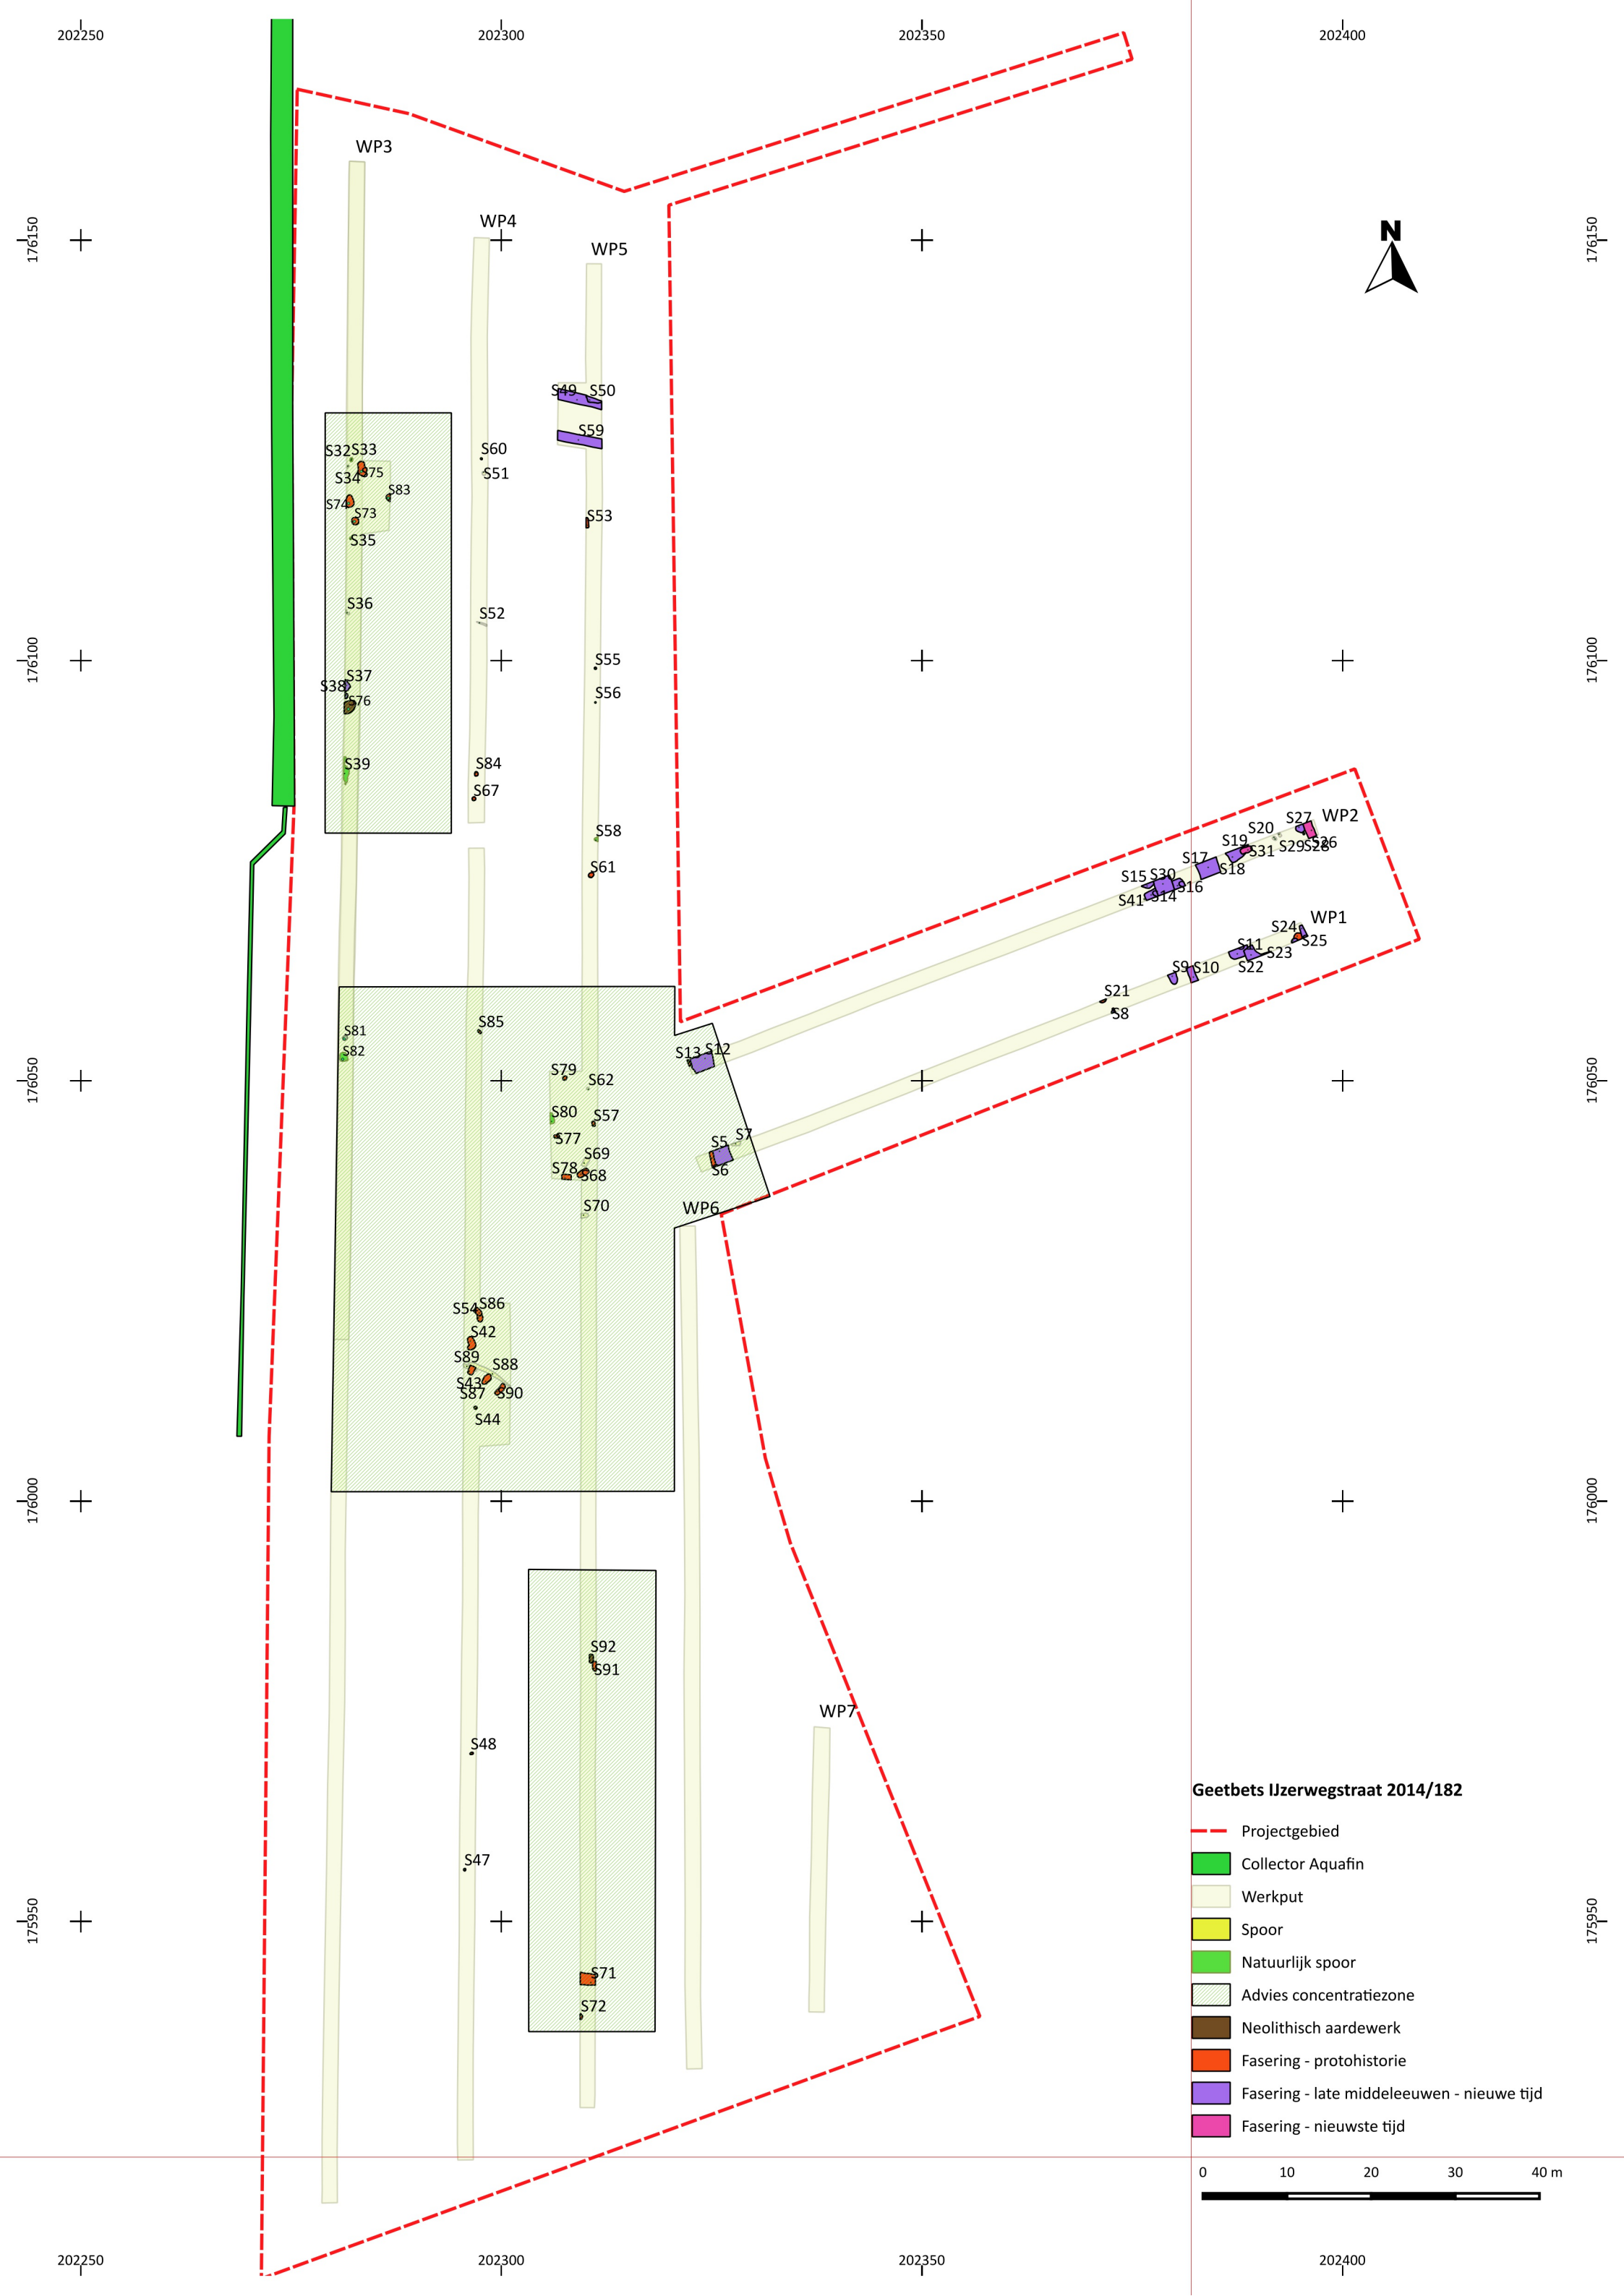 202250 202300 202350 202400
WP3
WP4
176150
176150
N
WP5
S49 S50
S59
S60
S32 S33
S34 S75
S51
S83
S74
S73
S53
S35
S36
S52
176100
176100
S55
S37
S38
S56
S76
S39
S84
S67
S58
S61
S27
WP2
S20
S19
S26
S29 S28
S31
S17
S18
S15 S30
S16
S41 S14
WP1
S24
S25
S11
S23
S22
S9 S10
S21
S8
S85
S81
S82
S13 S12
176050
176050
S79
S62
S80
S57
S77
S7
S5
S69
S78
S68
S6
S70
WP6
S86
S54
S42
S89
S88
S43
S87 S90
S44
176000
176000
S92
S91
WP7
S48
Geetbets IJzerwegstraat 2014/182
Projectgebied
S47
Collector Aquafin
Werkput
175950
175950
Spoor
Natuurlijk spoor
S71
Advies concentratiezone
S72
Neolithisch aardewerk
Fasering - protohistorie
Fasering - late middeleeuwen - nieuwe tijd
Fasering - nieuwste tijd
0 10 20 30 40 m
202250 202300 202350 202400